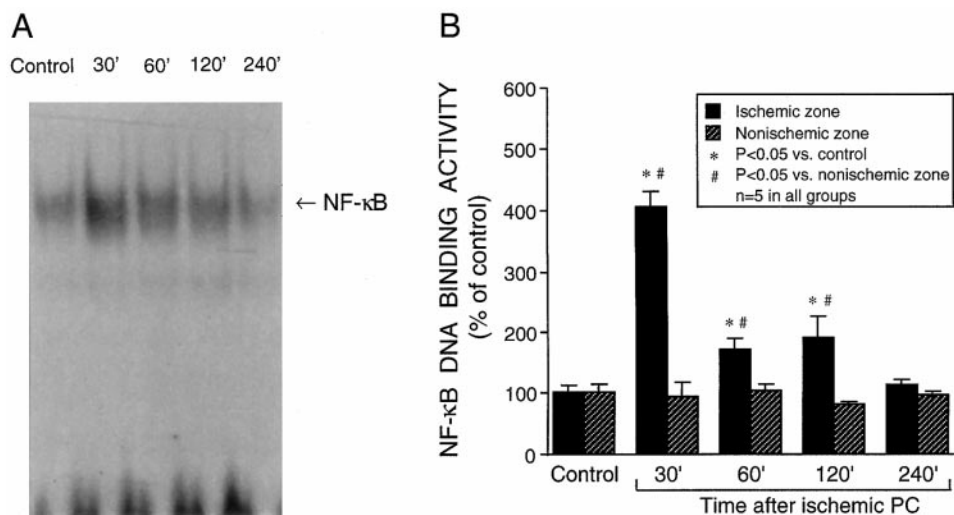 A
Control 30' 60' 120' 240'
← NF-κB
B
NF-κB DNA BINDING ACTIVITY
(% of control)
600
500
400
300
200
100
0
Ischemic zone
Nonischemic zone
* P<0.05 vs. control
# P<0.05 vs. nonischemic zone
n=5 in all groups
* #
* #
* #
Control 30' 60' 120' 240'
Time after ischemic PC